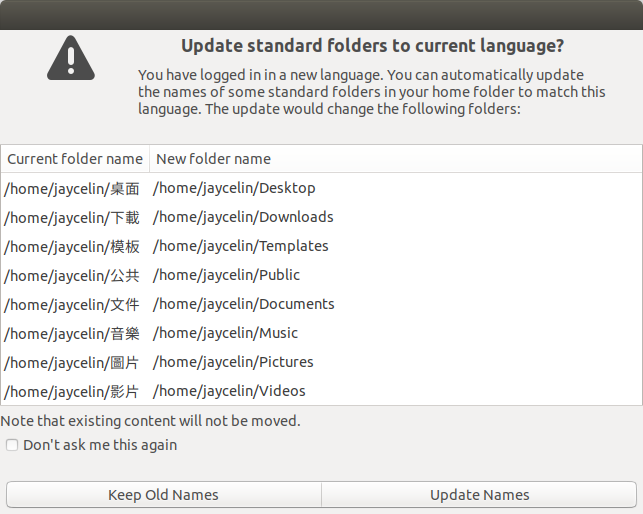 Update standard folders to current language?
You have logged in in a new language. You can automatically update
the names of some standard folders in your home folder to match this
language. The update would change the following folders:
Current folder name New folder name
/home/jaycelin/桌面 /home/jaycelin/Desktop
/home/jaycelin/下載 /home/jaycelin/Downloads
/home/jaycelin/模板 /home/jaycelin/Templates
/home/jaycelin/公共 /home/jaycelin/Public
/home/jaycelin/文件 /home/jaycelin/Documents
/home/jaycelin/音樂 /home/jaycelin/Music
/home/jaycelin/圖片 /home/jaycelin/Pictures
/home/jaycelin/影片 /home/jaycelin/Videos
Note that existing content will not be moved.
Don't ask me this again
Keep Old Names Update Names